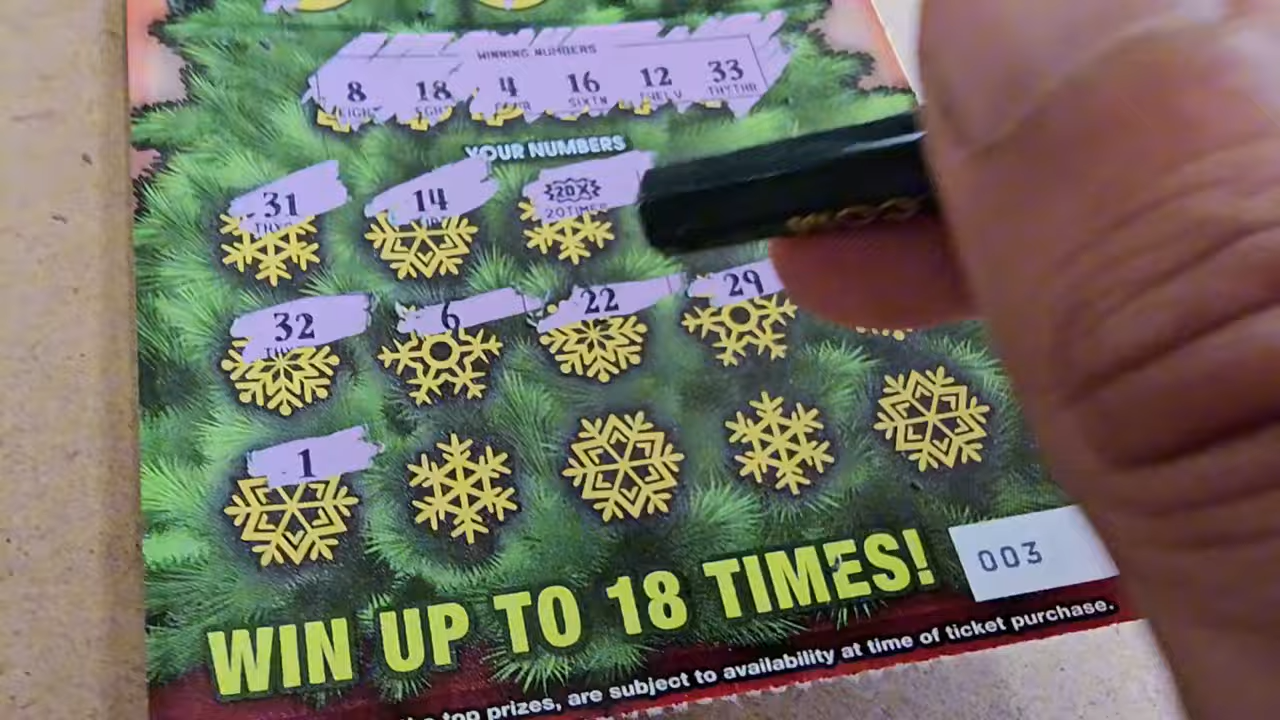 WINNING NUMBERS
8 18 4 16 12 33
SIXTN
YOUR NUMBERS
31 14 20X
20TIMES
32 6 22 29
1
WIN UP TO 18 TIMES!
003
top prizes, are subject to availability at time of ticket purchase.